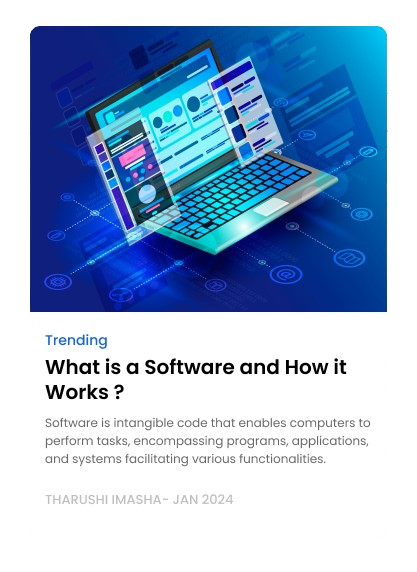 Trending
What is a Software and How it
Works ?
Software is intangible code that enables computers to
perform tasks, encompassing programs, applications,
and systems facilitating various functionalities.
THARUSHI IMASHA- JAN 2024